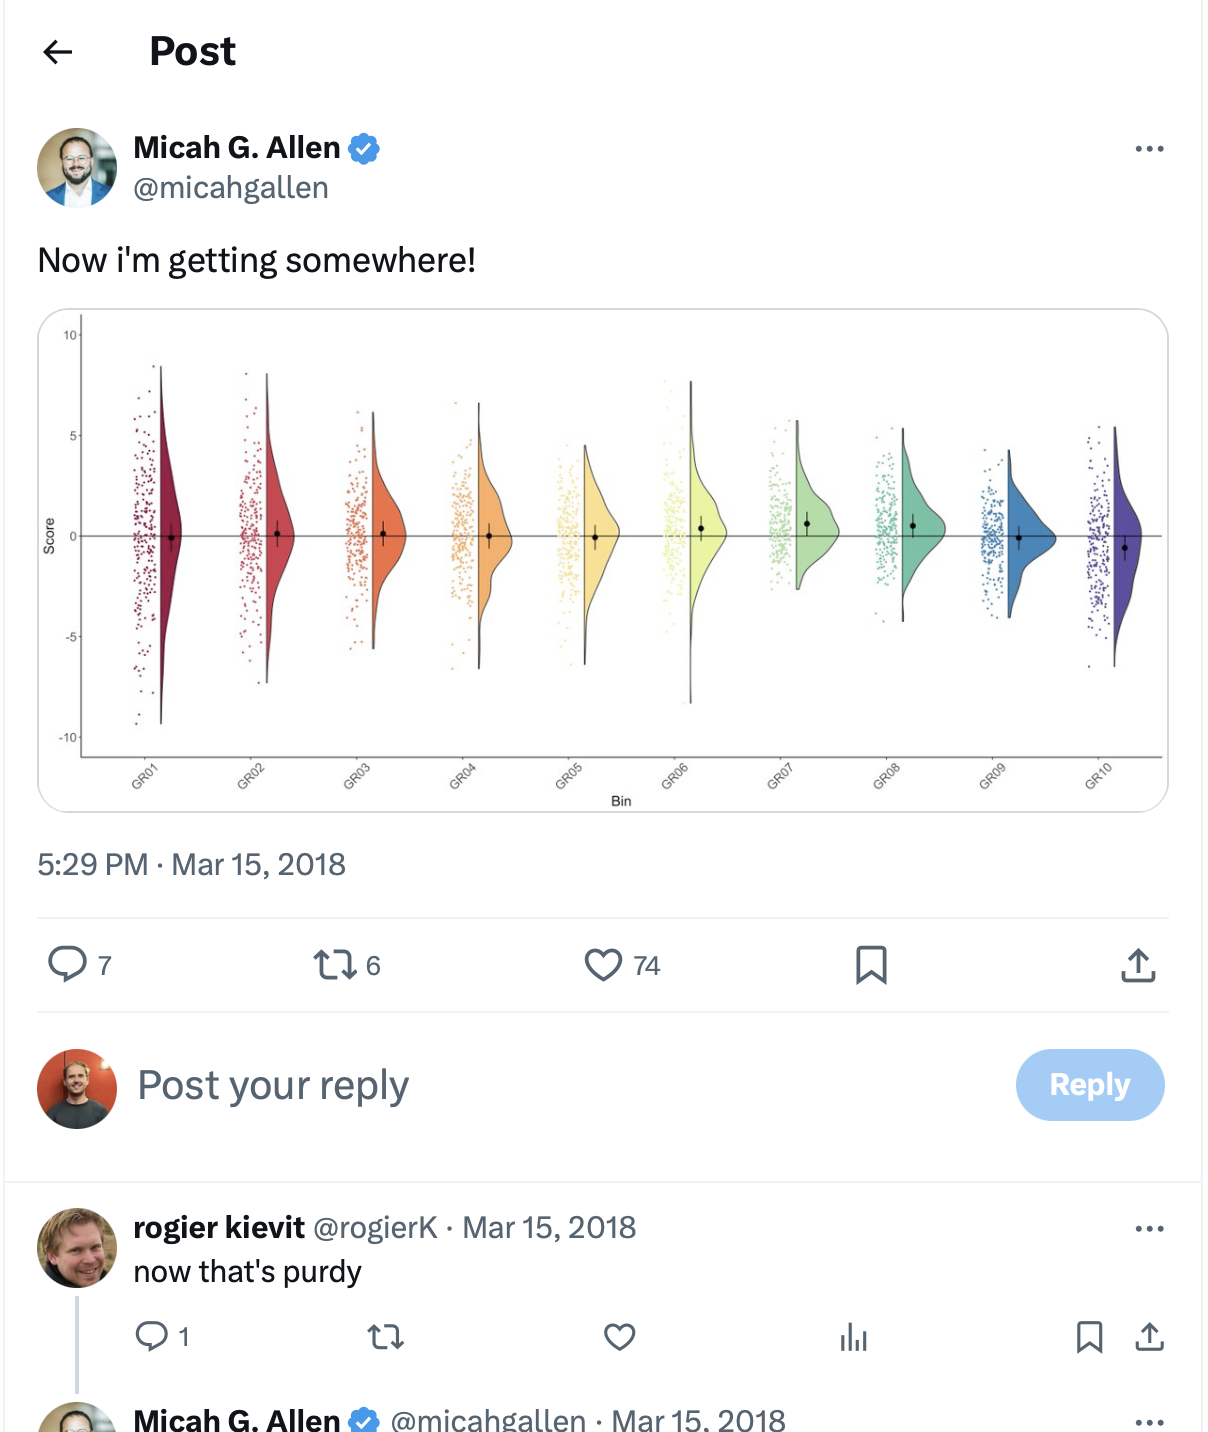 Post
Micah G. Allen
@micahgallen
Now i'm getting somewhere!
10
5
0
-5
-10
Score
GR01
GR02
GR03
GR04
GR05
GR06
GR07
GR08
GR09
GR10
Bin
5:29 PM · Mar 15, 2018
7
6
74
Post your reply
Reply
rogier kievit @rogierK · Mar 15, 2018
now that's purdy
1
Micah G. Allen @micahgallen · Mar 15, 2018